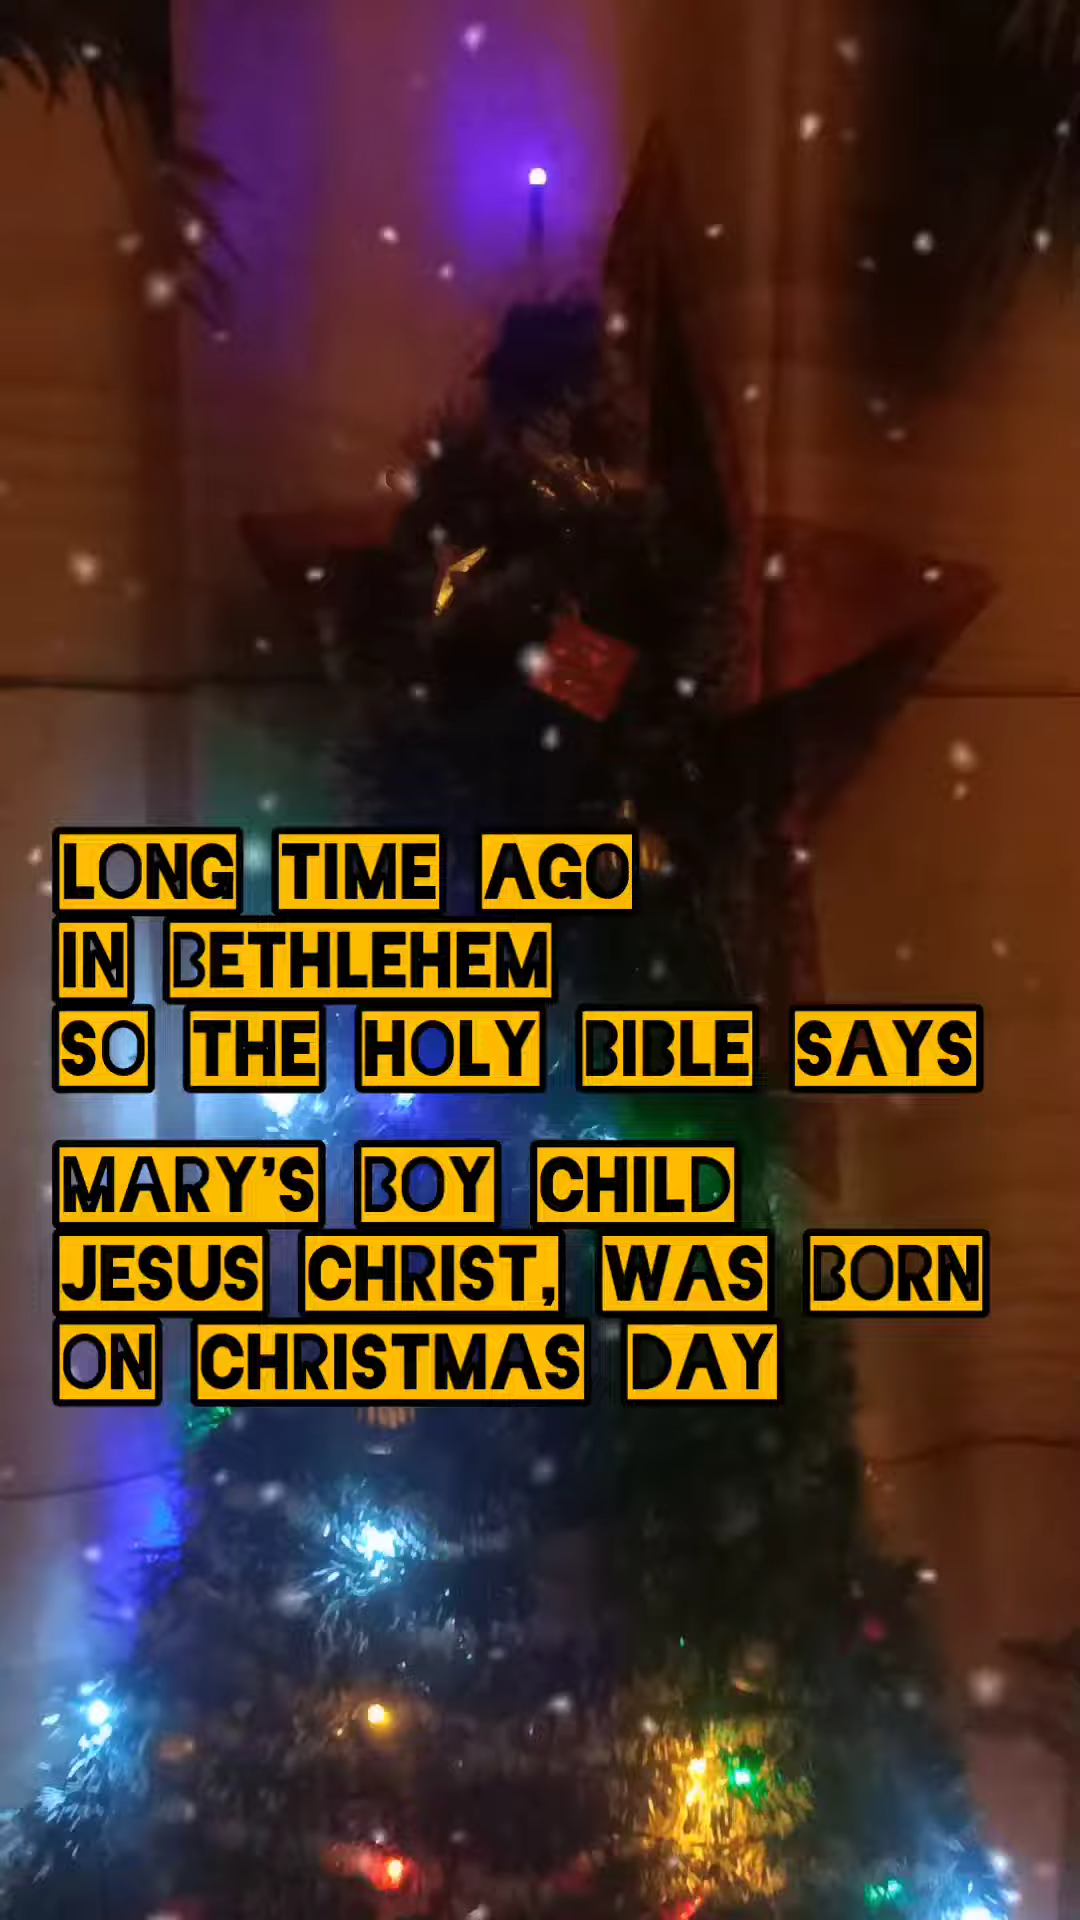 LONG TIME AGO
IN BETHLEHEM
SO THE HOLY BIBLE SAYS
MARY'S BOY CHILD
JESUS CHRIST, WAS BORN
ON CHRISTMAS DAY